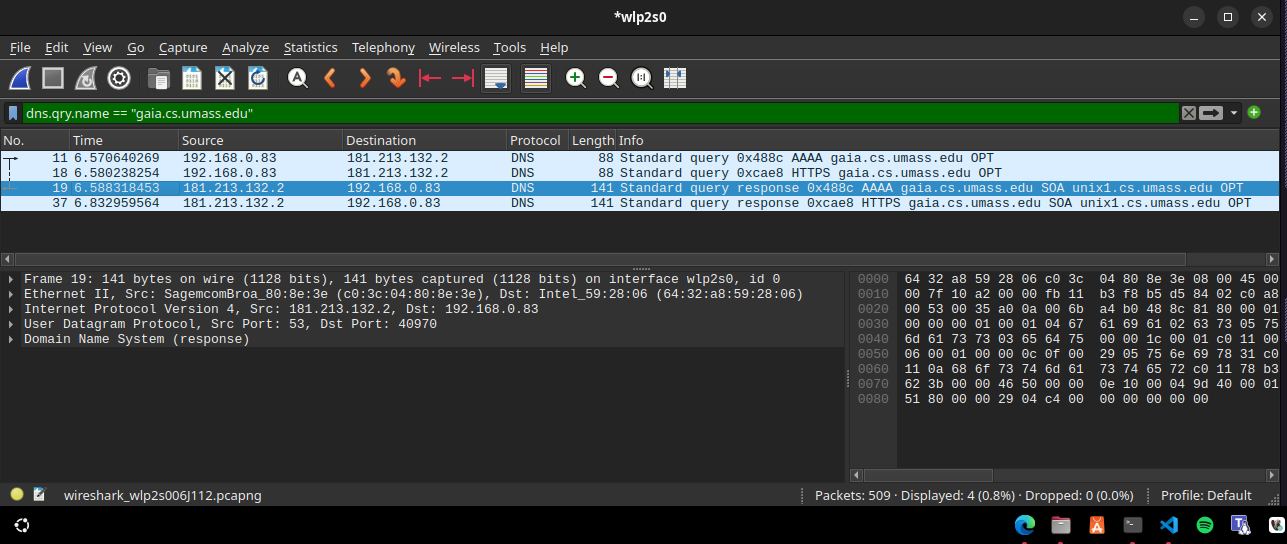 *wlp2s0
File Edit View Go Capture Analyze Statistics Telephony Wireless Tools Help
dns.qry.name == "gaia.cs.umass.edu"
No. Time Source Destination Protocol Length Info
11 6.570640269 192.168.0.83 181.213.132.2 DNS 88 Standard query 0x488c AAAA gaia.cs.umass.edu OPT
18 6.580238254 192.168.0.83 181.213.132.2 DNS 88 Standard query 0xcae8 HTTPS gaia.cs.umass.edu OPT
19 6.588318453 181.213.132.2 192.168.0.83 DNS 141 Standard query response 0x488c AAAA gaia.cs.umass.edu SOA unix1.cs.umass.edu OPT
37 6.832959564 181.213.132.2 192.168.0.83 DNS 141 Standard query response 0xcae8 HTTPS gaia.cs.umass.edu SOA unix1.cs.umass.edu OPT
Frame 19: 141 bytes on wire (1128 bits), 141 bytes captured (1128 bits) on interface wlp2s0, id 0
Ethernet II, Src: SagemcomBroa_80:8e:3e (c0:3c:04:80:8e:3e), Dst: Intel_59:28:06 (64:32:a8:59:28:06)
Internet Protocol Version 4, Src: 181.213.132.2, Dst: 192.168.0.83
User Datagram Protocol, Src Port: 53, Dst Port: 40970
Domain Name System (response)
0000 64 32 a8 59 28 06 c0 3c 04 80 8e 3e 08 00 45 00
0010 00 7f 10 a2 00 00 fb 11 b3 f8 b5 d5 84 02 c0 a8
0020 00 53 00 35 a0 0a 00 6b a4 b0 48 8c 81 80 00 01
0030 00 00 00 01 00 01 04 67 61 69 61 02 63 73 05 75
0040 6d 61 73 73 03 65 64 75 00 00 1c 00 01 c0 11 00
0050 06 00 01 00 00 0c 0f 00 29 05 75 6e 69 78 31 c0
0060 11 0a 68 6f 73 74 6d 61 73 74 65 72 c0 11 78 b3
0070 62 3b 00 00 46 50 00 00 0e 10 00 04 9d 40 00 01
0080 51 80 00 00 29 04 c4 00 00 00 00 00 00
wireshark_wlp2s006J112.pcapng
Packets: 509 · Displayed: 4 (0.8%) · Dropped: 0 (0.0%)
Profile: Default